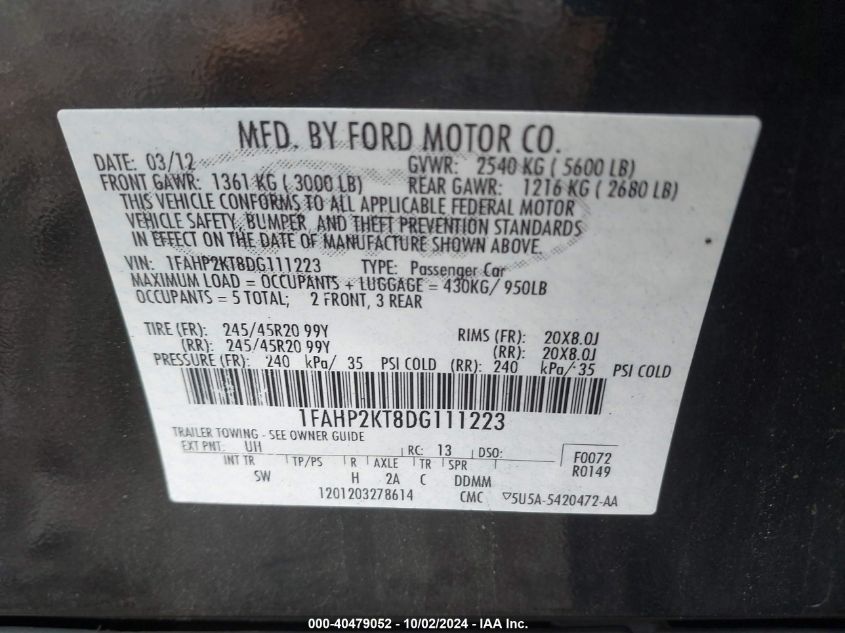 MFD. BY FORD MOTOR CO.
DATE: 03/12 GVWR: 2540 KG ( 5600 LB)
FRONT GAWR: 1361 KG ( 3000 LB) REAR GAWR: 1216 KG ( 2680 LB)
THIS VEHICLE CONFORMS TO ALL APPLICABLE FEDERAL MOTOR
VEHICLE SAFETY, BUMPER, AND THEFT PREVENTION STANDARDS
IN EFFECT ON THE DATE OF MANUFACTURE SHOWN ABOVE.
VIN: 1FAHP2KT8DG111223 TYPE: Passenger Car
MAXIMUM LOAD = OCCUPANTS + LUGGAGE = 430KG/ 950LB
OCCUPANTS = 5 TOTAL; 2 FRONT, 3 REAR
TIRE (FR): 245/45R20 99Y RIMS (FR): 20X8.0J
(RR): 245/45R20 99Y (RR): 20X8.0J
PRESSURE (FR): 240 kPa/ 35 PSI COLD (RR): 240 kPa/35 PSI COLD
1FAHP2KT8DG111223
TRAILER TOWING - SEE OWNER GUIDE
EXT PNT: UH RC: 13 DSO: F0072
INT TR TP/PS R AXLE TR SPR R0149
SW H 2A C DDMM
1201203278614 CMC ▽5U5A-5420472-AA
000-40479052 - 10/02/2024 - IAA Inc.